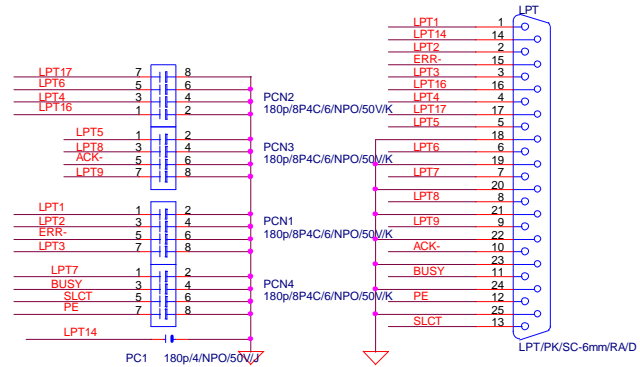 LPT17 7 8
LPT6 5 6
LPT4 3 4
LPT16 1 2
PCN2
180p/8P4C/6/NPO/50V/K
LPT5 1 2
LPT8 3 4
ACK- 5 6
LPT9 7 8
PCN3
180p/8P4C/6/NPO/50V/K
LPT1 1 2
LPT2 3 4
ERR- 5 6
LPT3 7 8
PCN1
180p/8P4C/6/NPO/50V/K
LPT7 1 2
BUSY 3 4
SLCT 5 6
PE 7 8
PCN4
180p/8P4C/6/NPO/50V/K
LPT14
PC1 180p/4/NPO/50V/J
LPT
LPT1 1
LPT14 14
LPT2 2
ERR- 15
LPT3 3
LPT16 16
LPT4 4
LPT17 17
LPT5 5
18
LPT6 6
19
LPT7 7
20
LPT8 8
21
LPT9 9
22
ACK- 10
23
BUSY 11
24
PE 12
25
SLCT 13
LPT/PK/SC-6mm/RA/D